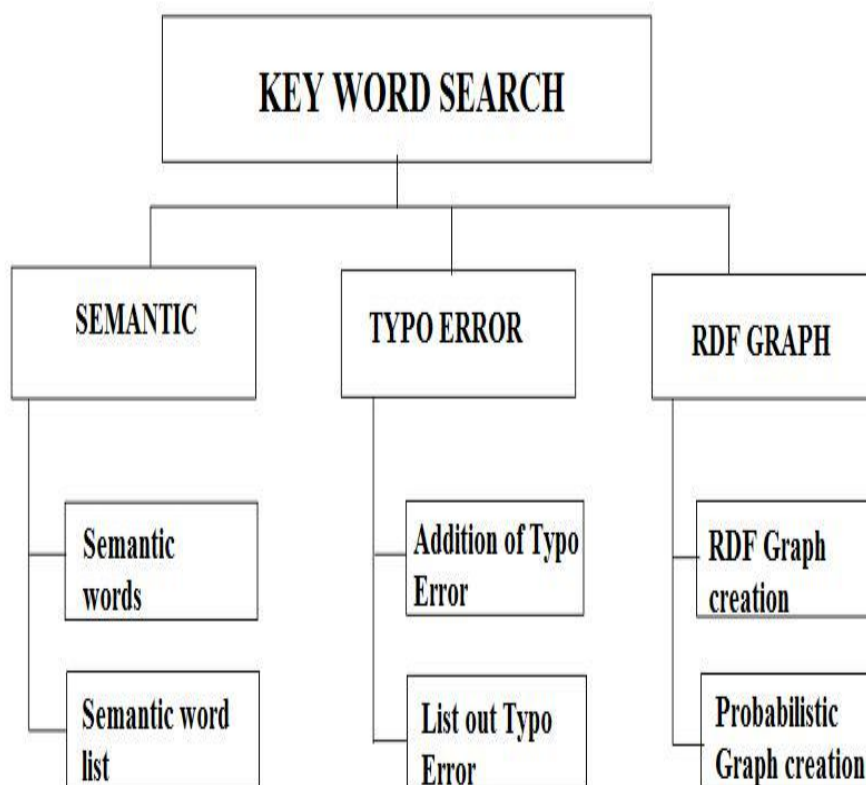 KEY WORD SEARCH
SEMANTIC
TYPO ERROR
RDF GRAPH
Semantic
words
Addition of Typo
Error
RDF Graph
creation
Semantic word
list
List out Typo
Error
Probabilistic
Graph creation